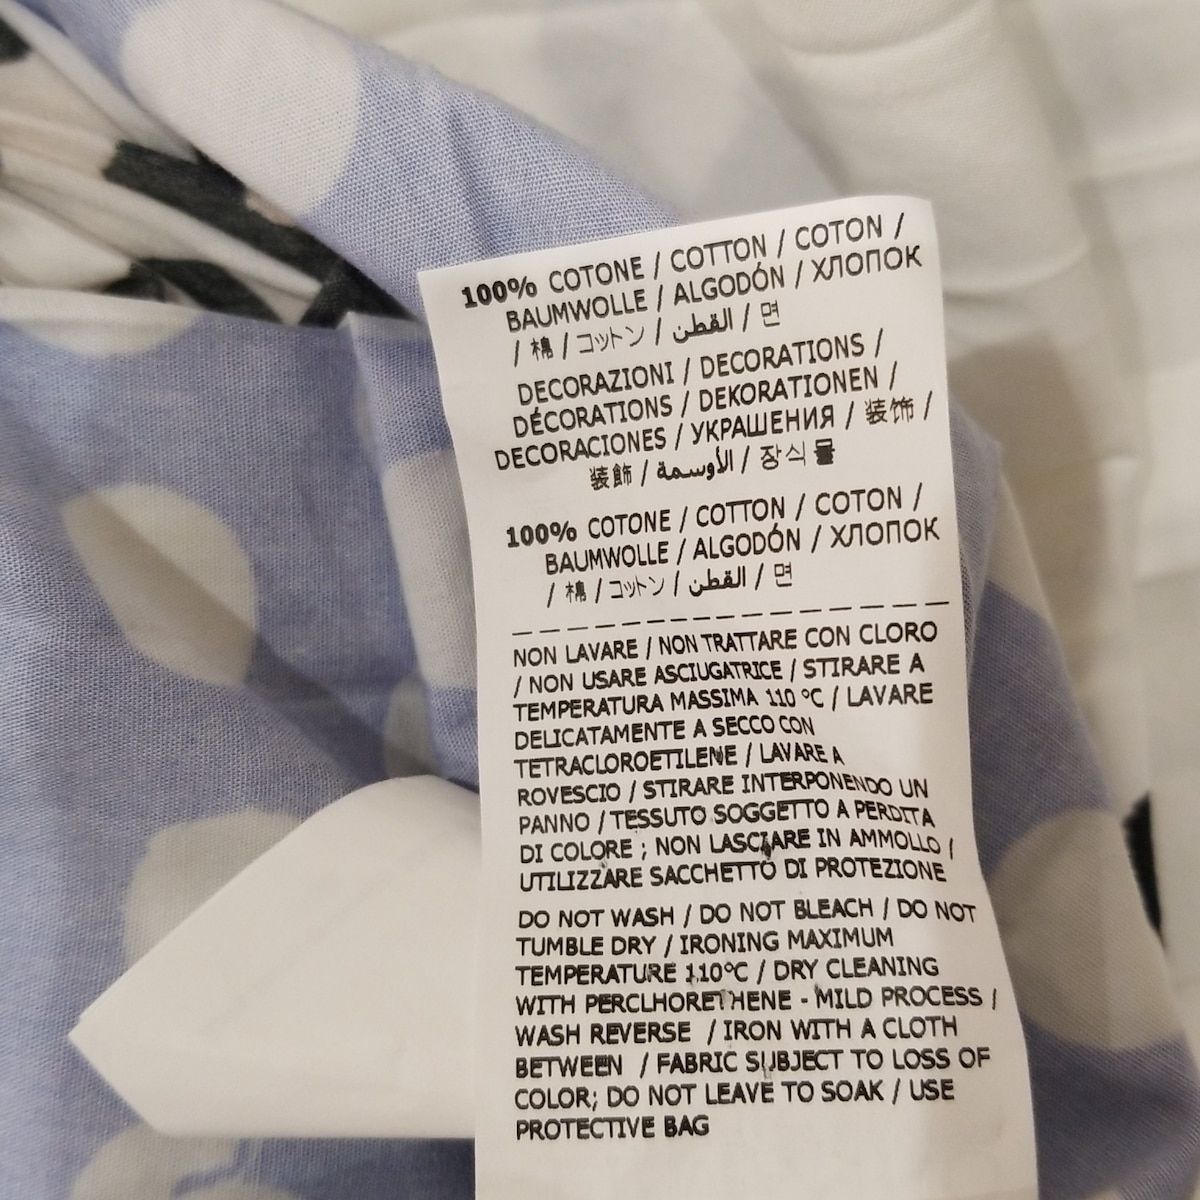 100% COTONE / COTTON / COTON /
BAUMWOLLE / ALGODÓN / ХЛОПОК
/ 棉 / コットン / القطن / 면
DECORAZIONI / DECORATIONS /
DÉCORATIONS / DEKORATIONEN /
DECORACIONES / УКРАШЕНИЯ / 装饰 /
装飾 / الأوسمة / 장식물
100% COTONE / COTTON / COTON /
BAUMWOLLE / ALGODÓN / ХЛОПОК
/ 棉 / コットン / القطن / 면
NON LAVARE / NON TRATTARE CON CLORO
/ NON USARE ASCIUGATRICE / STIRARE A
TEMPERATURA MASSIMA 110 °C / LAVARE
DELICATAMENTE A SECCO CON
TETRACLOROETILENE / LAVARE A
ROVESCIO / STIRARE INTERPONENDO UN
PANNO / TESSUTO SOGGETTO A PERDITA
DI COLORE ; NON LASCIARE IN AMMOLLO /
UTILIZZARE SACCHETTO DI PROTEZIONE
DO NOT WASH / DO NOT BLEACH / DO NOT
TUMBLE DRY / IRONING MAXIMUM
TEMPERATURE 110°C / DRY CLEANING
WITH PERCLHORETHENE - MILD PROCESS /
WASH REVERSE / IRON WITH A CLOTH
BETWEEN / FABRIC SUBJECT TO LOSS OF
COLOR; DO NOT LEAVE TO SOAK / USE
PROTECTIVE BAG